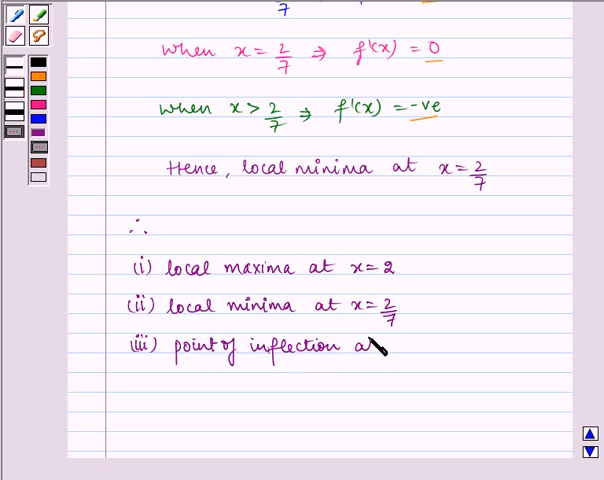 7
when x = 2/7 ⇒ f'(x) = 0
when x > 2/7 ⇒ f'(x) = -ve
Hence, local minima at x = 2/7
∴
(i) local maxima at x = 2
(ii) local minima at x = 2/7
(iii) point of inflection a